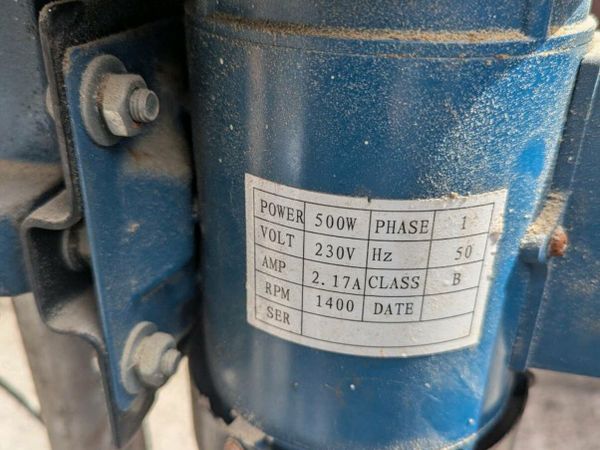 POWER 500W PHASE 1
VOLT 230V Hz 50
AMP 2.17A CLASS B
RPM 1400 DATE
SER